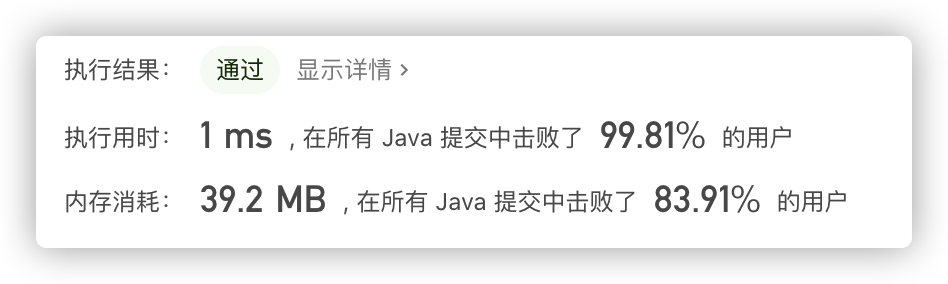 执行结果： 通过 显示详情 >
执行用时： 1 ms , 在所有 Java 提交中击败了 99.81% 的用户
内存消耗： 39.2 MB , 在所有 Java 提交中击败了 83.91% 的用户